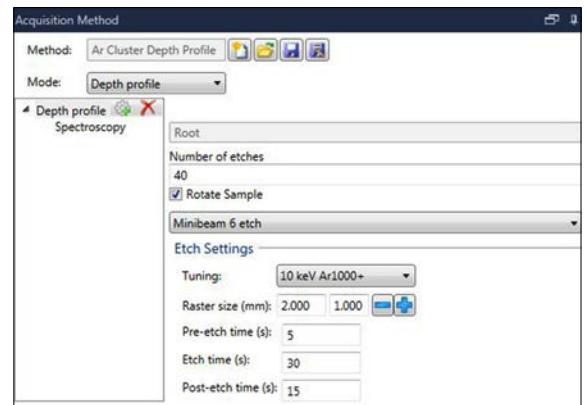 Acquisition Method
Method: Ar Cluster Depth Profile
Mode: Depth profile
Depth profile
Spectroscopy
Root
Number of etches
40
Rotate Sample
Minibeam 6 etch
Etch Settings
Tuning: 10 keV Ar1000+
Raster size (mm): 2.000 1.000
Pre-etch time (s): 5
Etch time (s): 30
Post-etch time (s): 15